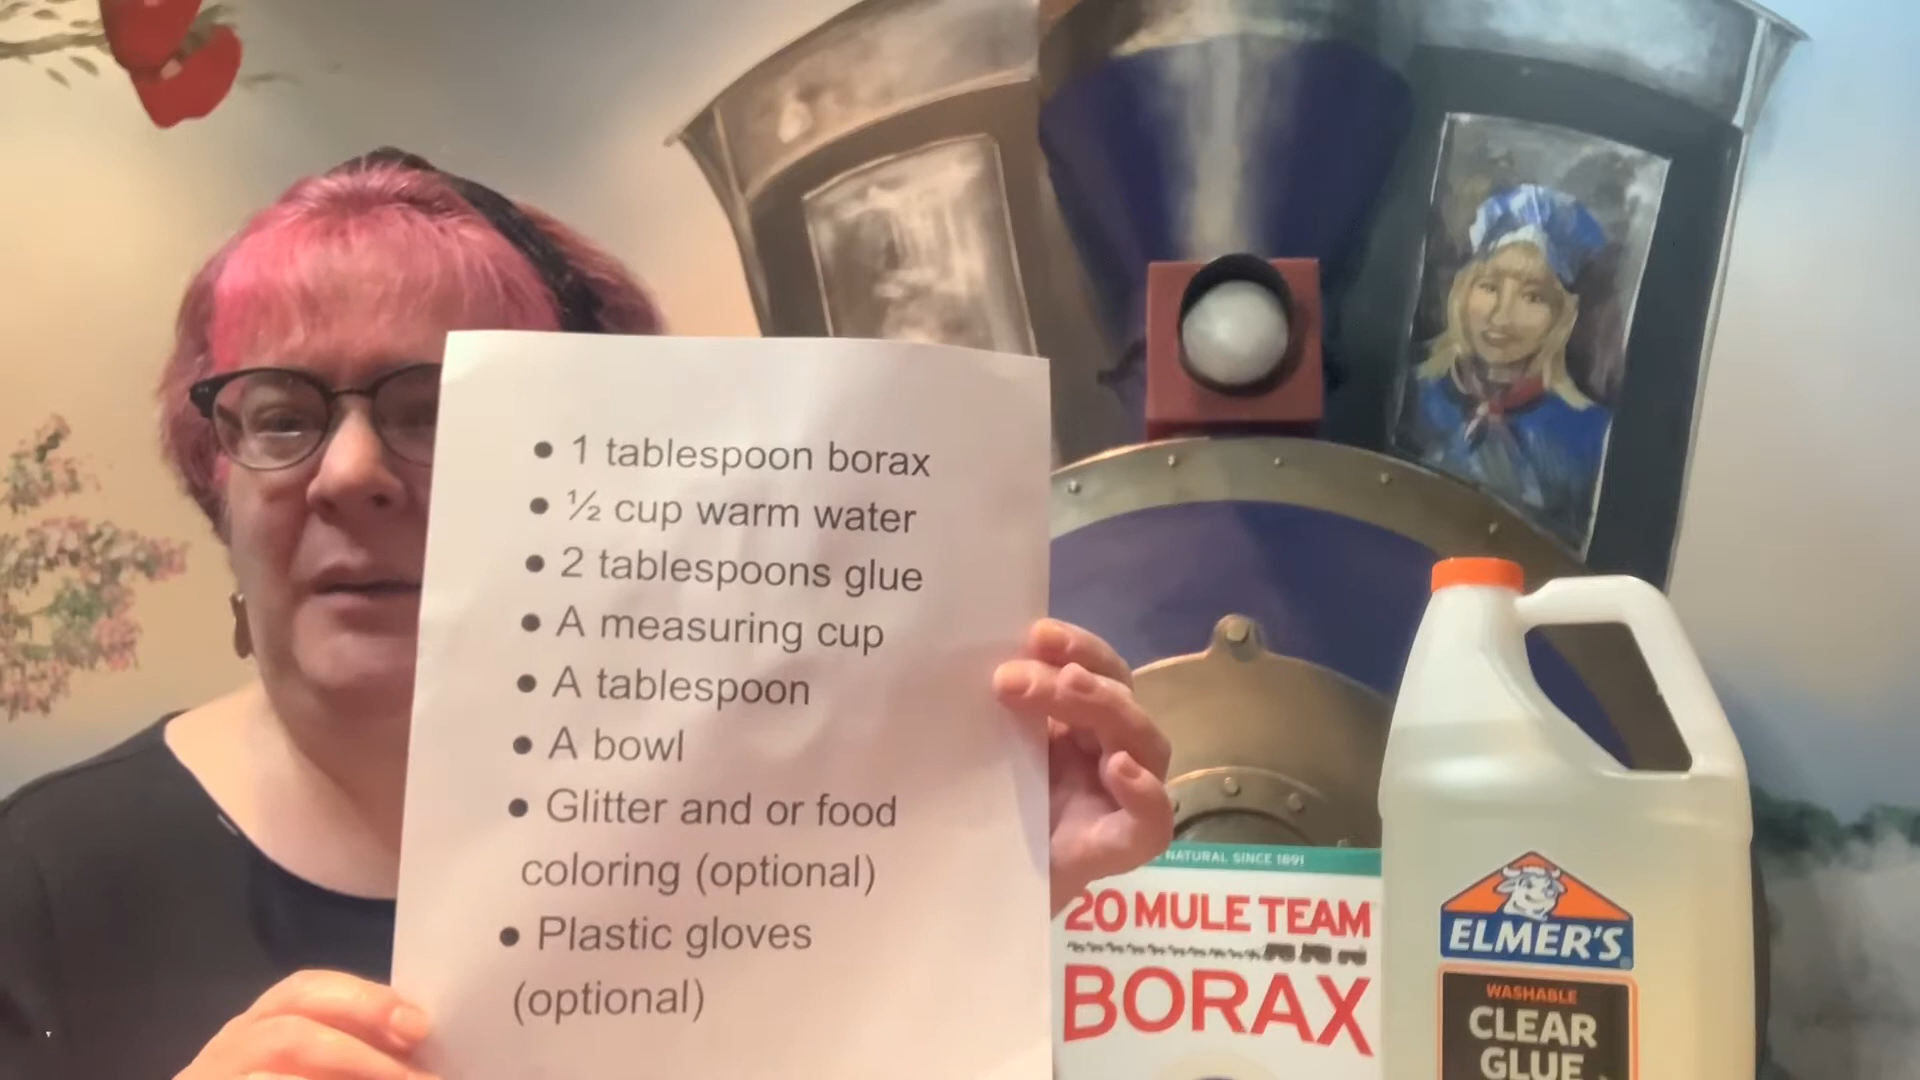 • 1 tablespoon borax
• ½ cup warm water
• 2 tablespoons glue
• A measuring cup
• A tablespoon
• A bowl
• Glitter and or food
coloring (optional)
• Plastic gloves
(optional)
NATURAL SINCE 1891
20 MULE TEAM
BORAX
ELMER'S
WASHABLE
CLEAR
GLUE